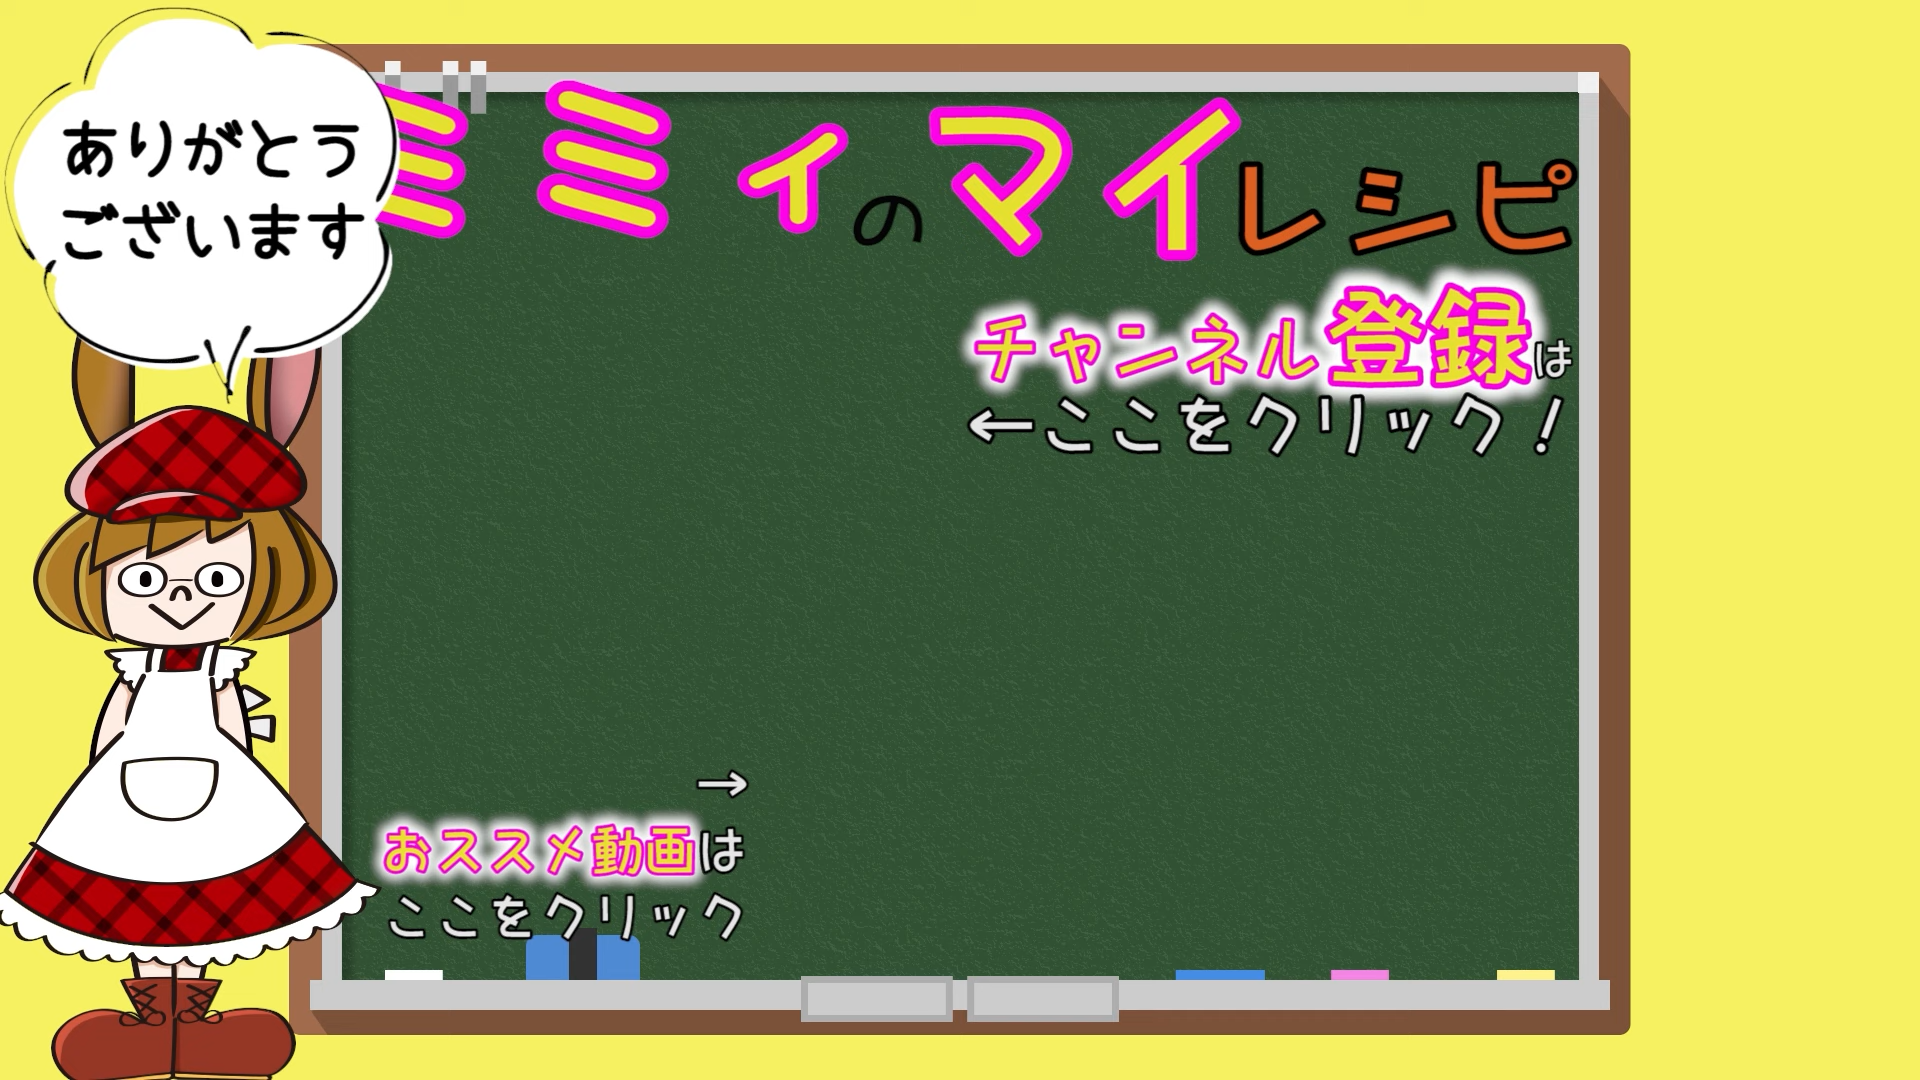 ありがとう
ございます
ミミィのマイレシピ
チャンネル登録は
←ここをクリック!
→
おススメ動画は
ここをクリック